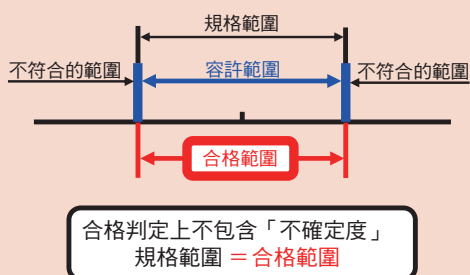 規格範圍
不符合的範圍
容許範圍
不符合的範圍
合格範圍
合格判定上不包含「不確定度」
規格範圍＝合格範圍